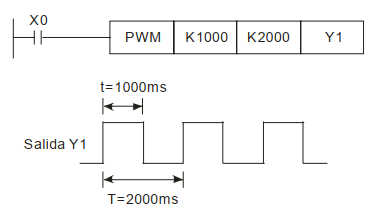 X0
PWM K1000 K2000 Y1
t=1000ms
Salida Y1
T=2000ms